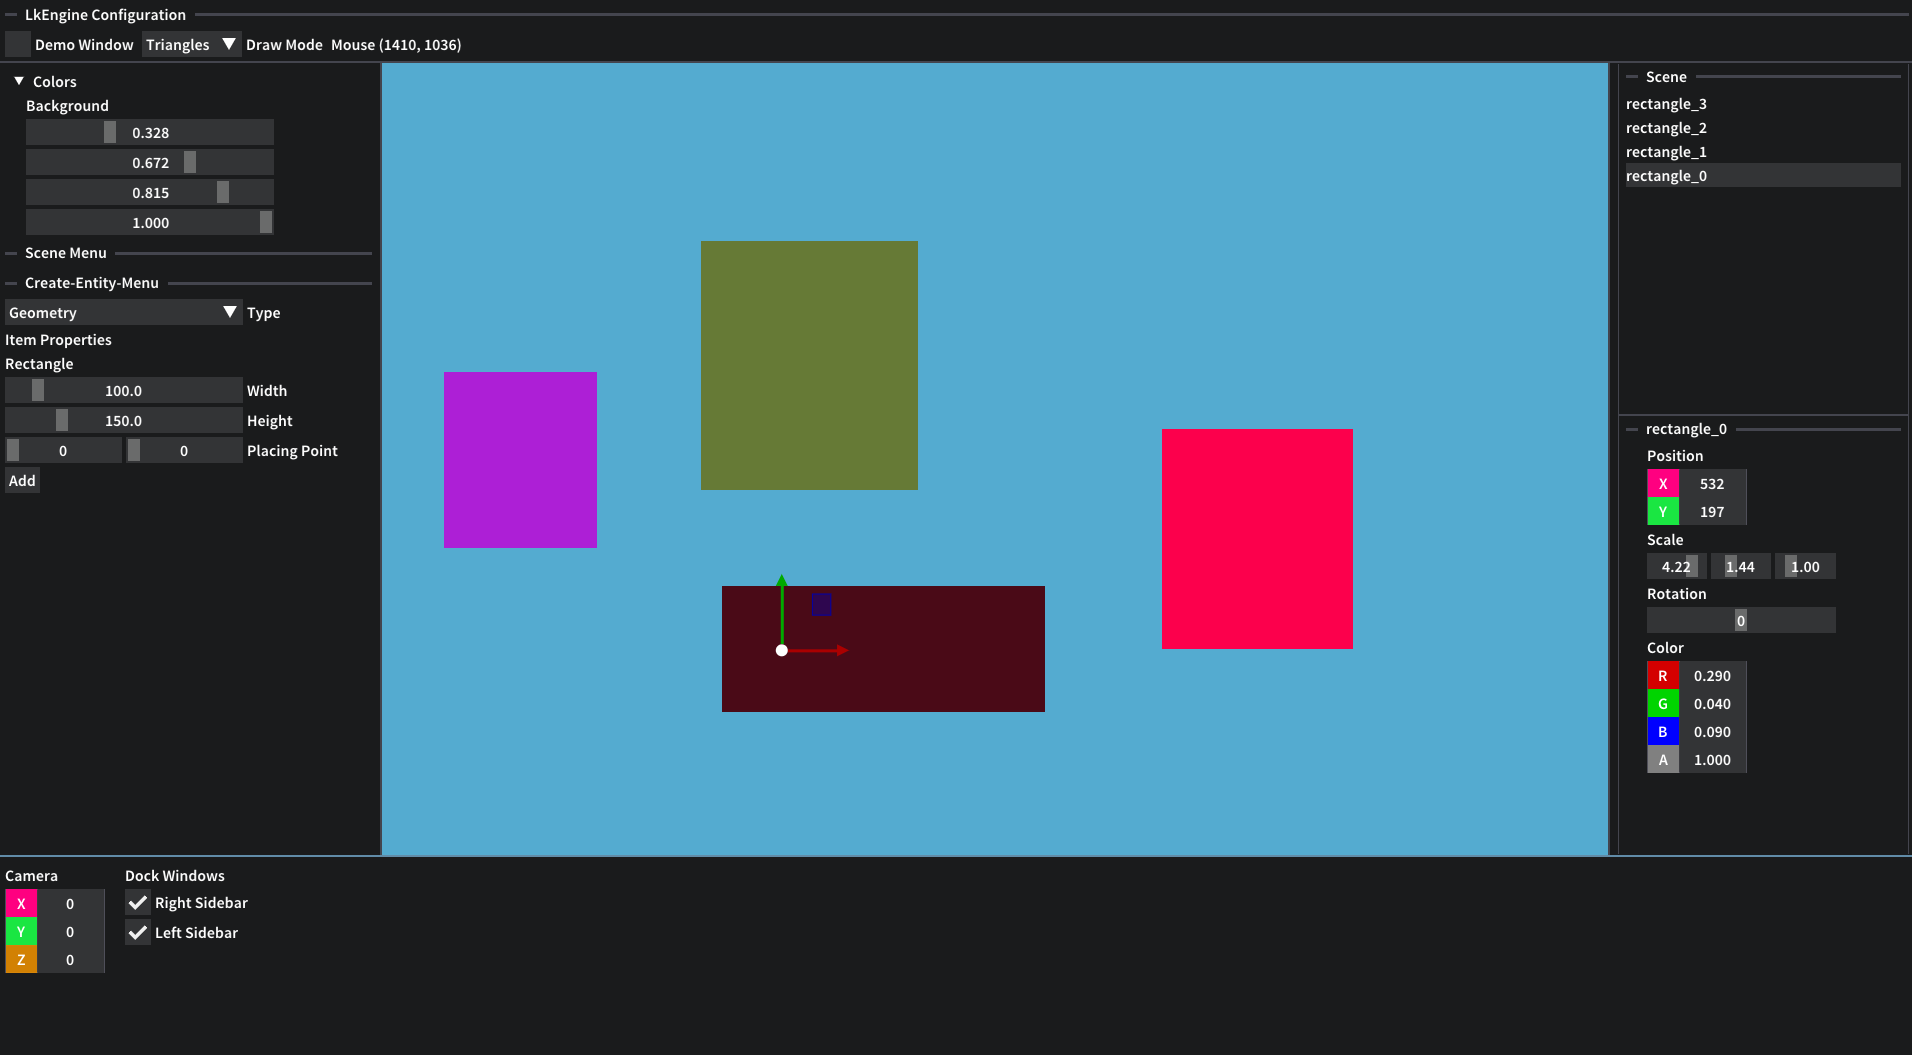 LkEngine Configuration
Demo Window Triangles Draw Mode Mouse (1410, 1036)
Colors
Background
0.328
0.672
0.815
1.000
Scene Menu
Create-Entity-Menu
Geometry Type
Item Properties
Rectangle
100.0 Width
150.0 Height
0 0 Placing Point
Add
Scene
rectangle_3
rectangle_2
rectangle_1
rectangle_0
rectangle_0
Position
X 532
Y 197
Scale
4.22 1.44 1.00
Rotation
0
Color
R 0.290
G 0.040
B 0.090
A 1.000
Camera
X 0
Y 0
Z 0
Dock Windows
Right Sidebar
Left Sidebar